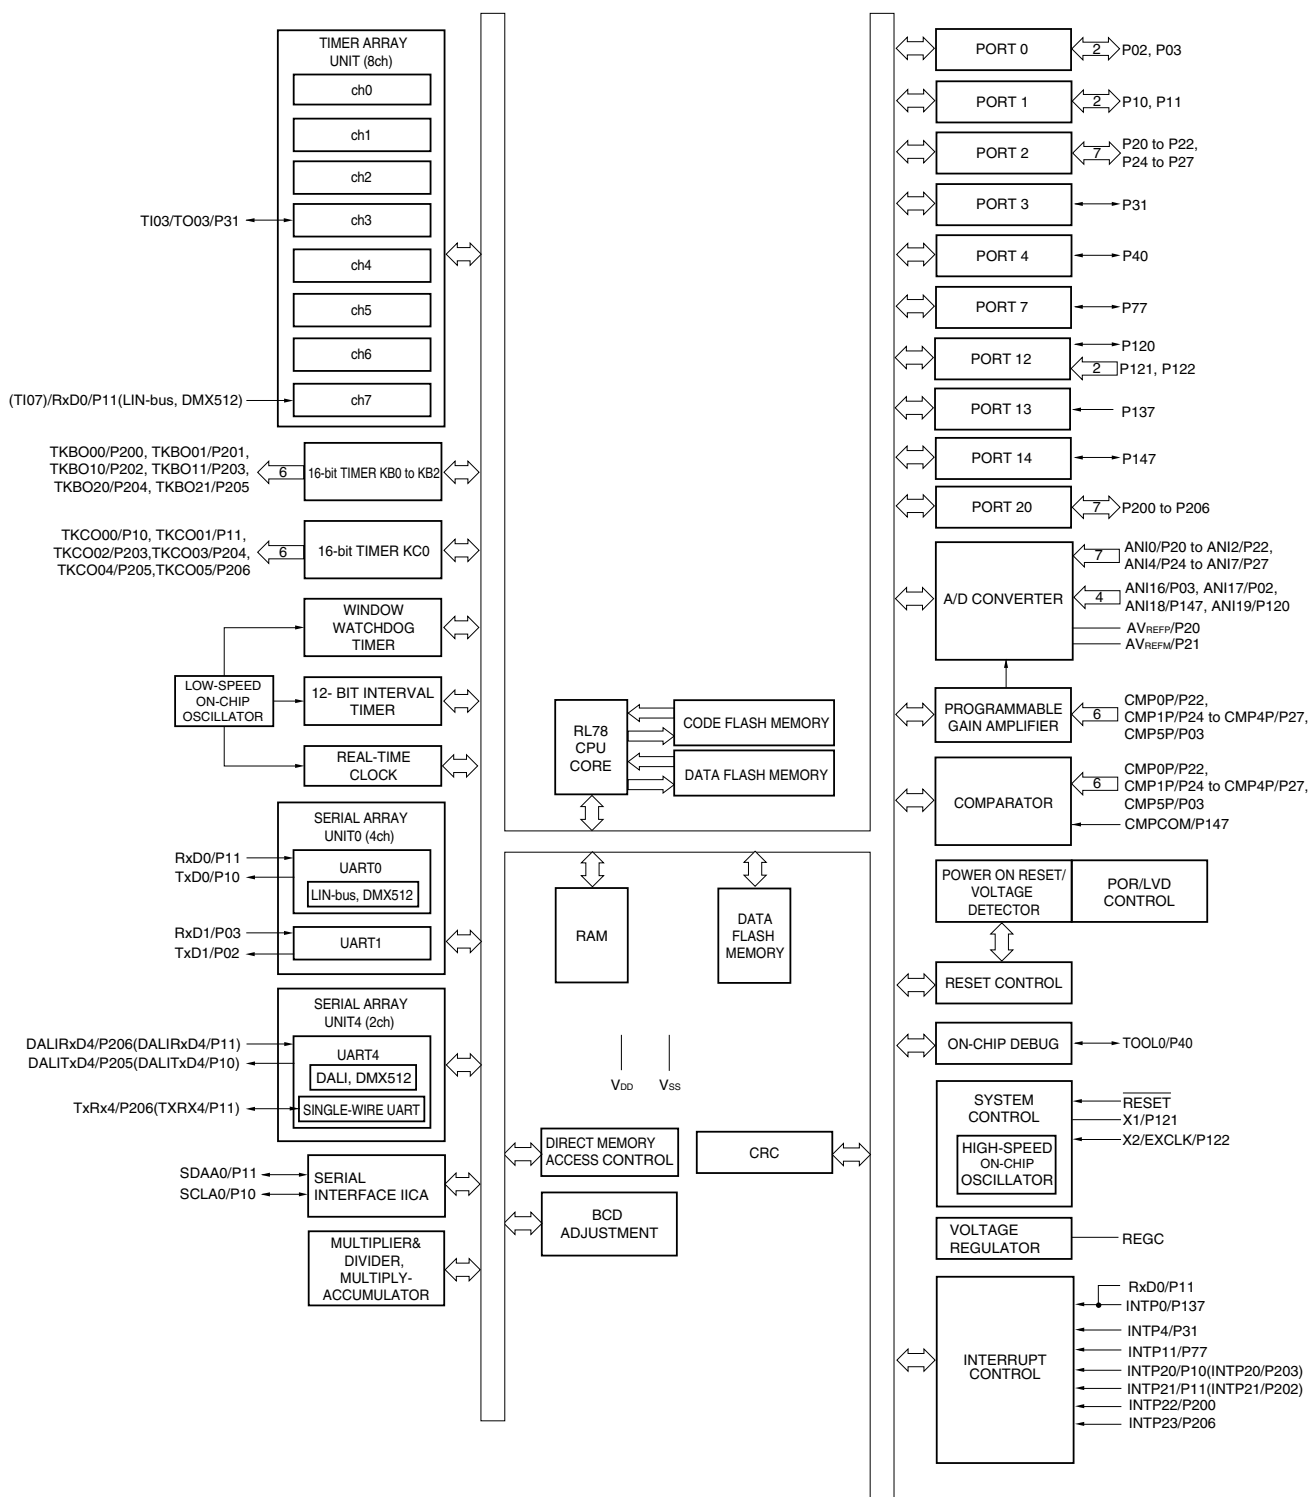 TIMER ARRAY
UNIT (8ch)
ch0
ch1
ch2
TI03/TO03/P31
ch3
ch4
ch5
ch6
(TI07)/RxD0/P11(LIN-bus, DMX512)
ch7
TKBO00/P200, TKBO01/P201,
TKBO10/P202, TKBO11/P203,
TKBO20/P204, TKBO21/P205
6
16-bit TIMER KB0 to KB2
TKCO00/P10, TKCO01/P11,
TKCO02/P203,TKCO03/P204,
TKCO04/P205,TKCO05/P206
6
16-bit TIMER KC0
WINDOW
WATCHDOG
TIMER
LOW-SPEED
ON-CHIP
OSCILLATOR
12- BIT INTERVAL
TIMER
REAL-TIME
CLOCK
SERIAL ARRAY
UNIT0 (4ch)
RxD0/P11
TxD0/P10
UART0
LIN-bus, DMX512
RxD1/P03
TxD1/P02
UART1
SERIAL ARRAY
UNIT4 (2ch)
DALIRxD4/P206(DALIRxD4/P11)
DALITxD4/P205(DALITxD4/P10)
UART4
DALI, DMX512
TxRx4/P206(TXRX4/P11)
SINGLE-WIRE UART
SDAA0/P11
SCLA0/P10
SERIAL
INTERFACE IICA
MULTIPLIER&
DIVIDER,
MULTIPLY-
ACCUMULATOR
RL78
CPU
CORE
CODE FLASH MEMORY
DATA FLASH MEMORY
RAM
DATA
FLASH
MEMORY
VDD
VSS
DIRECT MEMORY
ACCESS CONTROL
CRC
BCD
ADJUSTMENT
PORT 0
2
P02, P03
PORT 1
2
P10, P11
PORT 2
7
P20 to P22,
P24 to P27
PORT 3
P31
PORT 4
P40
PORT 7
P77
PORT 12
P120
2
P121, P122
PORT 13
P137
PORT 14
P147
PORT 20
7
P200 to P206
A/D CONVERTER
7
ANI0/P20 to ANI2/P22,
ANI4/P24 to ANI7/P27
4
ANI16/P03, ANI17/P02,
ANI18/P147, ANI19/P120
AVREFP/P20
AVREFM/P21
PROGRAMMABLE
GAIN AMPLIFIER
6
CMP0P/P22,
CMP1P/P24 to CMP4P/P27,
CMP5P/P03
COMPARATOR
6
CMP0P/P22,
CMP1P/P24 to CMP4P/P27,
CMP5P/P03
CMPCOM/P147
POWER ON RESET/
VOLTAGE
DETECTOR
POR/LVD
CONTROL
RESET CONTROL
ON-CHIP DEBUG
TOOL0/P40
SYSTEM
CONTROL
HIGH-SPEED
ON-CHIP
OSCILLATOR
RESET
X1/P121
X2/EXCLK/P122
VOLTAGE
REGULATOR
REGC
INTERRUPT
CONTROL
RxD0/P11
INTP0/P137
INTP4/P31
INTP11/P77
INTP20/P10(INTP20/P203)
INTP21/P11(INTP21/P202)
INTP22/P200
INTP23/P206